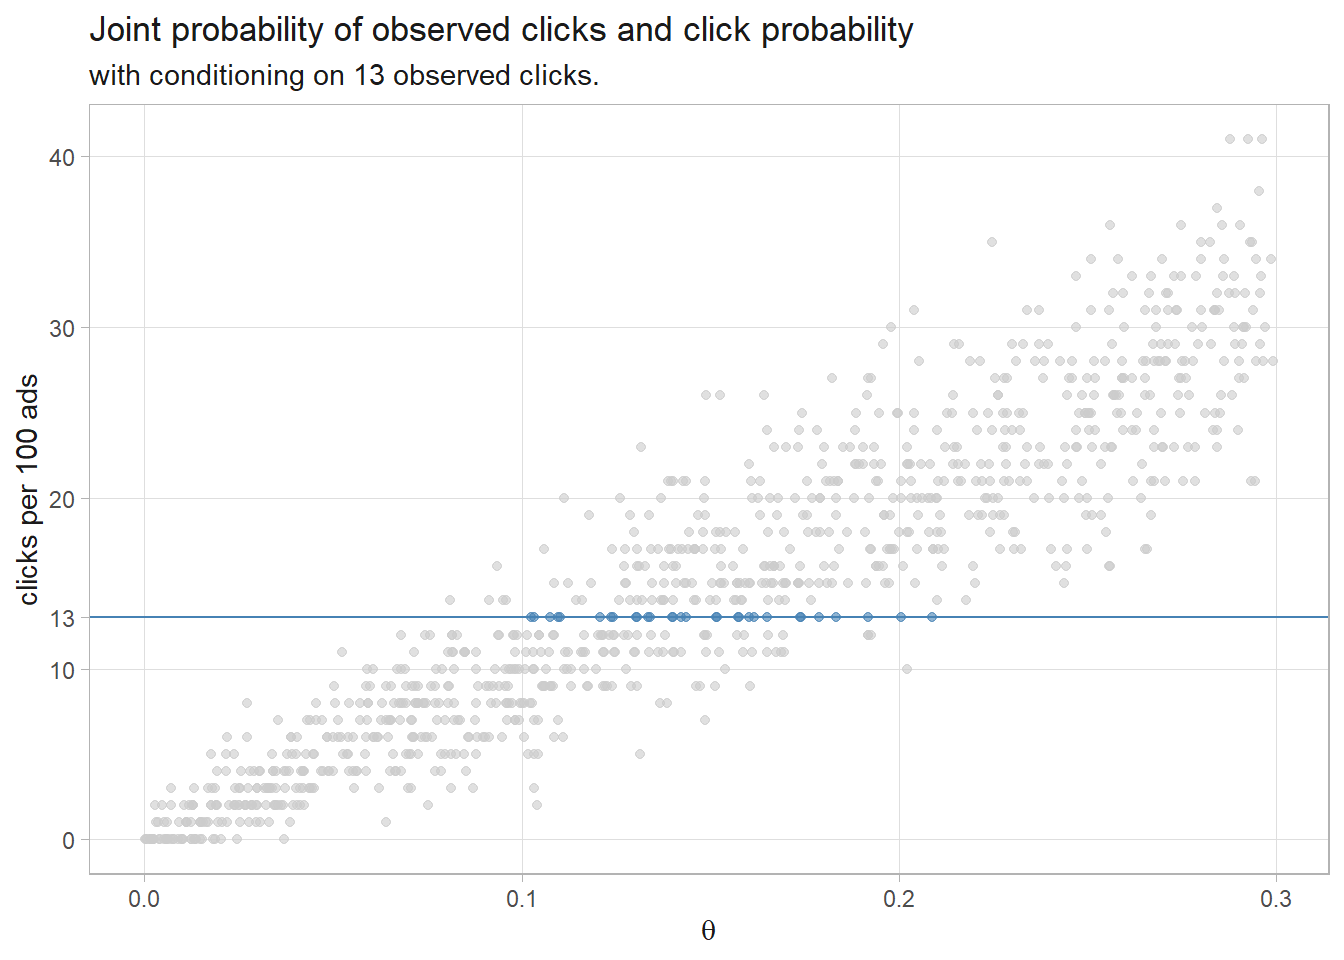 Joint probability of observed clicks and click probability
with conditioning on 13 observed clicks.
clicks per 100 ads
40
30
20
13
10
0
0.0
0.1
0.2
0.3
θ